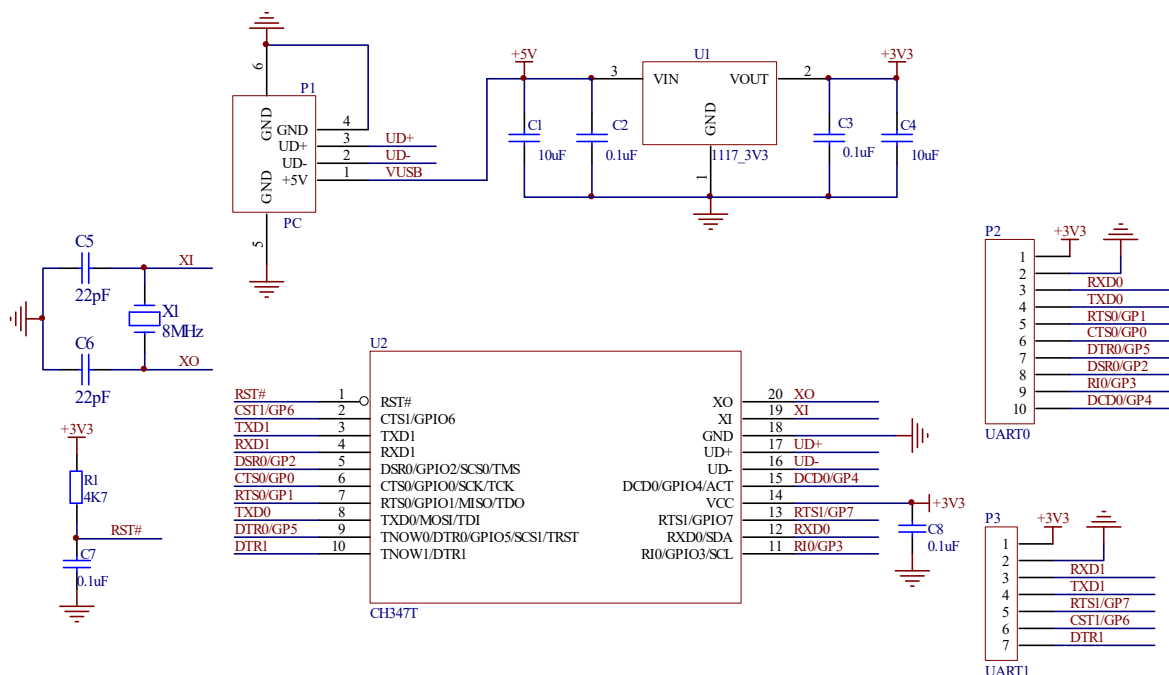 6
P1
GND
GND
GND 4
UD+ 3 UD+
UD- 2 UD-
+5V 1 VUSB
PC
5
+5V
U1
+3V3
3 VIN VOUT 2
GND
1117_3V3
1
C1
10uF
C2
0.1uF
C3
0.1uF
C4
10uF
C5
22pF
XI
X1
8MHz
C6
XO
22pF
+3V3
R1
4K7
RST#
C7
0.1uF
U2
RST# 1 RST#
CST1/GP6 2 CTS1/GPIO6
TXD1 3 TXD1
RXD1 4 RXD1
DSR0/GP2 5 DSR0/GPIO2/SCS0/TMS
CTS0/GP0 6 CTS0/GPIO0/SCK/TCK
RTS0/GP1 7 RTS0/GPIO1/MISO/TDO
TXD0 8 TXD0/MOSI/TDI
DTR0/GP5 9 TNOW0/DTR0/GPIO5/SCS1/TRST
DTR1 10 TNOW1/DTR1
XO 20 XO
XI 19 XI
GND 18
UD+ 17 UD+
UD- 16 UD-
DCD0/GPIO4/ACT 15 DCD0/GP4
VCC 14 +3V3
RTS1/GPIO7 13 RTS1/GP7
RXD0/SDA 12 RXD0
RI0/GPIO3/SCL 11 RI0/GP3
CH347T
C8
0.1uF
P2
+3V3
1
2
3 RXD0
4 TXD0
5 RTS0/GP1
6 CTS0/GP0
7 DTR0/GP5
8 DSR0/GP2
9 RI0/GP3
10 DCD0/GP4
UART0
P3
+3V3
1
2
3 RXD1
4 TXD1
5 RTS1/GP7
6 CST1/GP6
7 DTR1
UART1